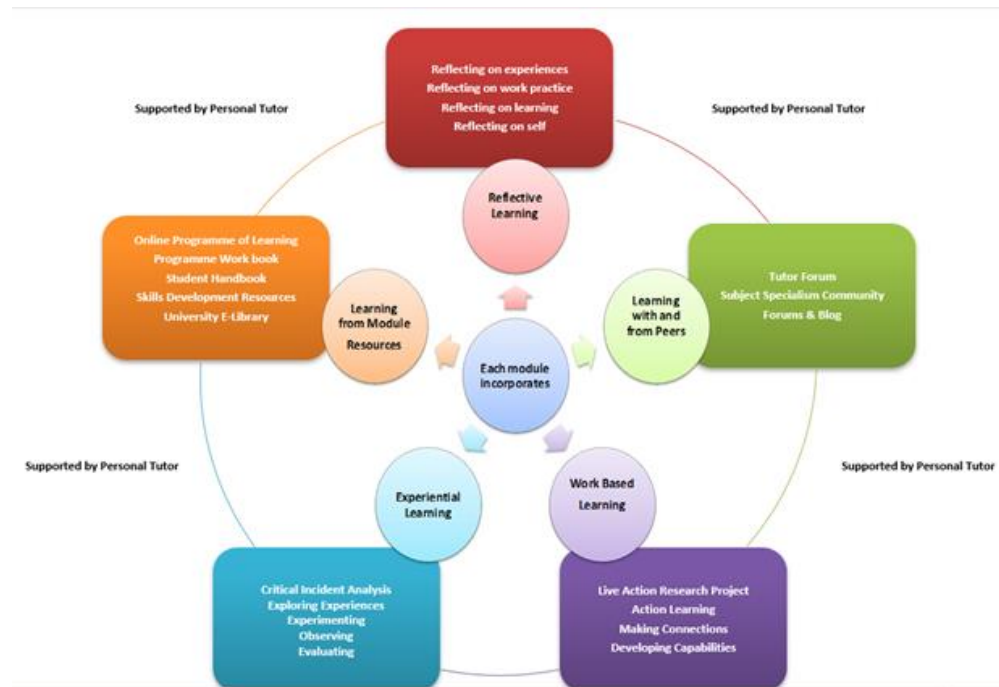 Reflecting on experiences
Reflecting on work practice
Reflecting on learning
Reflecting on self
Supported by Personal Tutor
Supported by Personal Tutor
Reflective
Learning
Online Programme of Learning
Programme Work book
Student Handbook
Skills Development Resources
University E-Library
Learning
from Module
Resources
Learning
with and
from Peers
Tutor Forum
Subject Specialism Community
Forums & Blog
Each module
incorporates
Supported by Personal Tutor
Supported by Personal Tutor
Experiential
Learning
Work Based
Learning
Critical Incident Analysis
Exploring Experiences
Experimenting
Observing
Evaluating
Live Action Research Project
Action Learning
Making Connections
Developing Capabilities